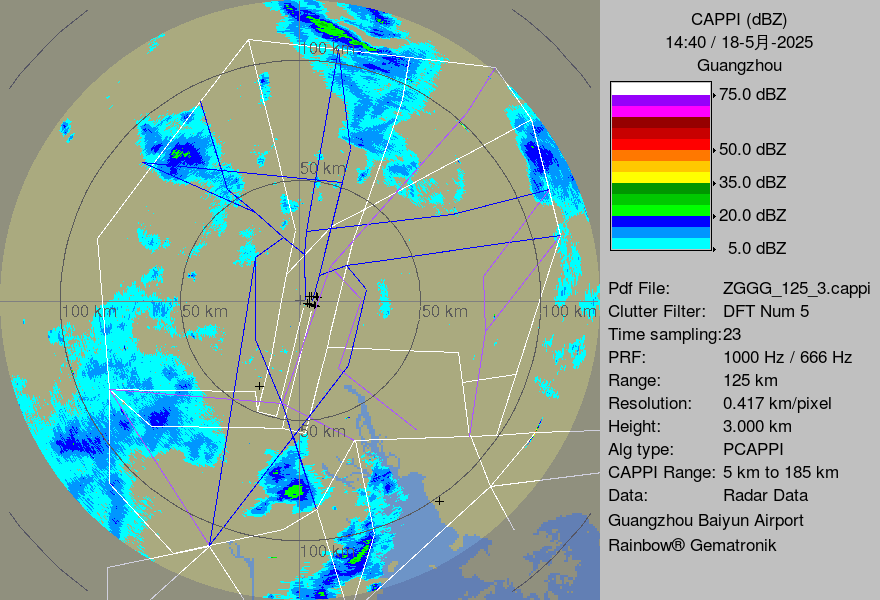 CAPPI (dBZ)
14:40 / 18-5月-2025
Guangzhou
75.0 dBZ
50.0 dBZ
35.0 dBZ
20.0 dBZ
5.0 dBZ
Pdf File: ZGGG_125_3.cappi
Clutter Filter: DFT Num 5
Time sampling:23
PRF: 1000 Hz / 666 Hz
Range: 125 km
Resolution: 0.417 km/pixel
Height: 3.000 km
Alg type: PCAPPI
CAPPI Range: 5 km to 185 km
Data: Radar Data
Guangzhou Baiyun Airport
Rainbow® Gematronik
100 km
50 km
100 km
50 km
50 km
100 km
50 km
100 km